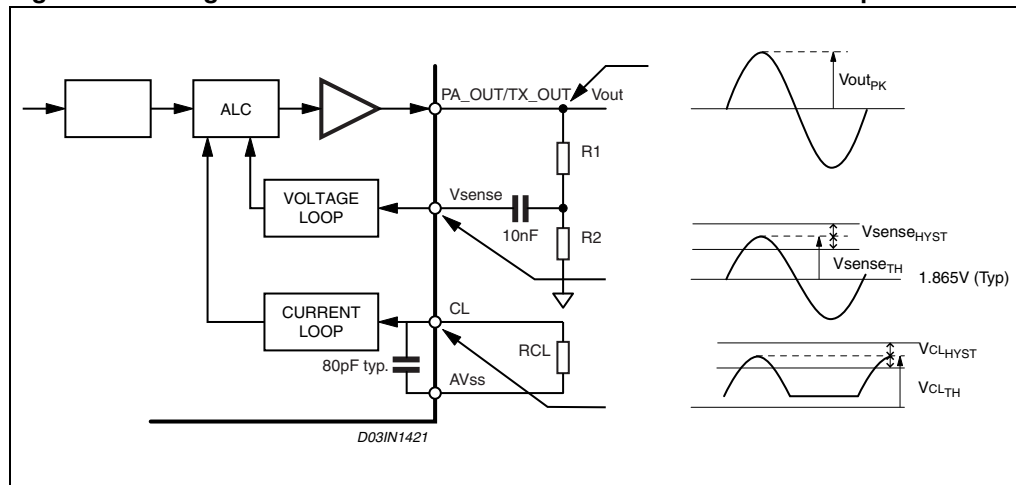 PA_OUT/TX_OUT Vout
VoutPK
ALC
R1
VOLTAGE
LOOP
Vsense
10nF
R2
VsenseHYST
VsenseTH
1.865V (Typ)
CURRENT
LOOP
CL
80pF typ.
RCL
AVss
VCLHYST
VCLTH
D03IN1421